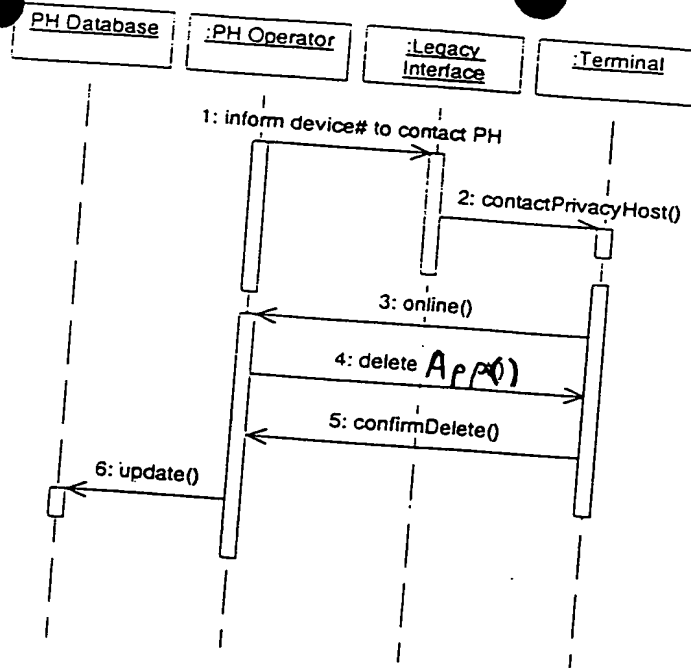 PH Database
:PH Operator
:Legacy
Interface
:Terminal
1: inform device# to contact PH
2: contactPrivacyHost()
3: online()
4: delete App()
5: confirmDelete()
6: update()